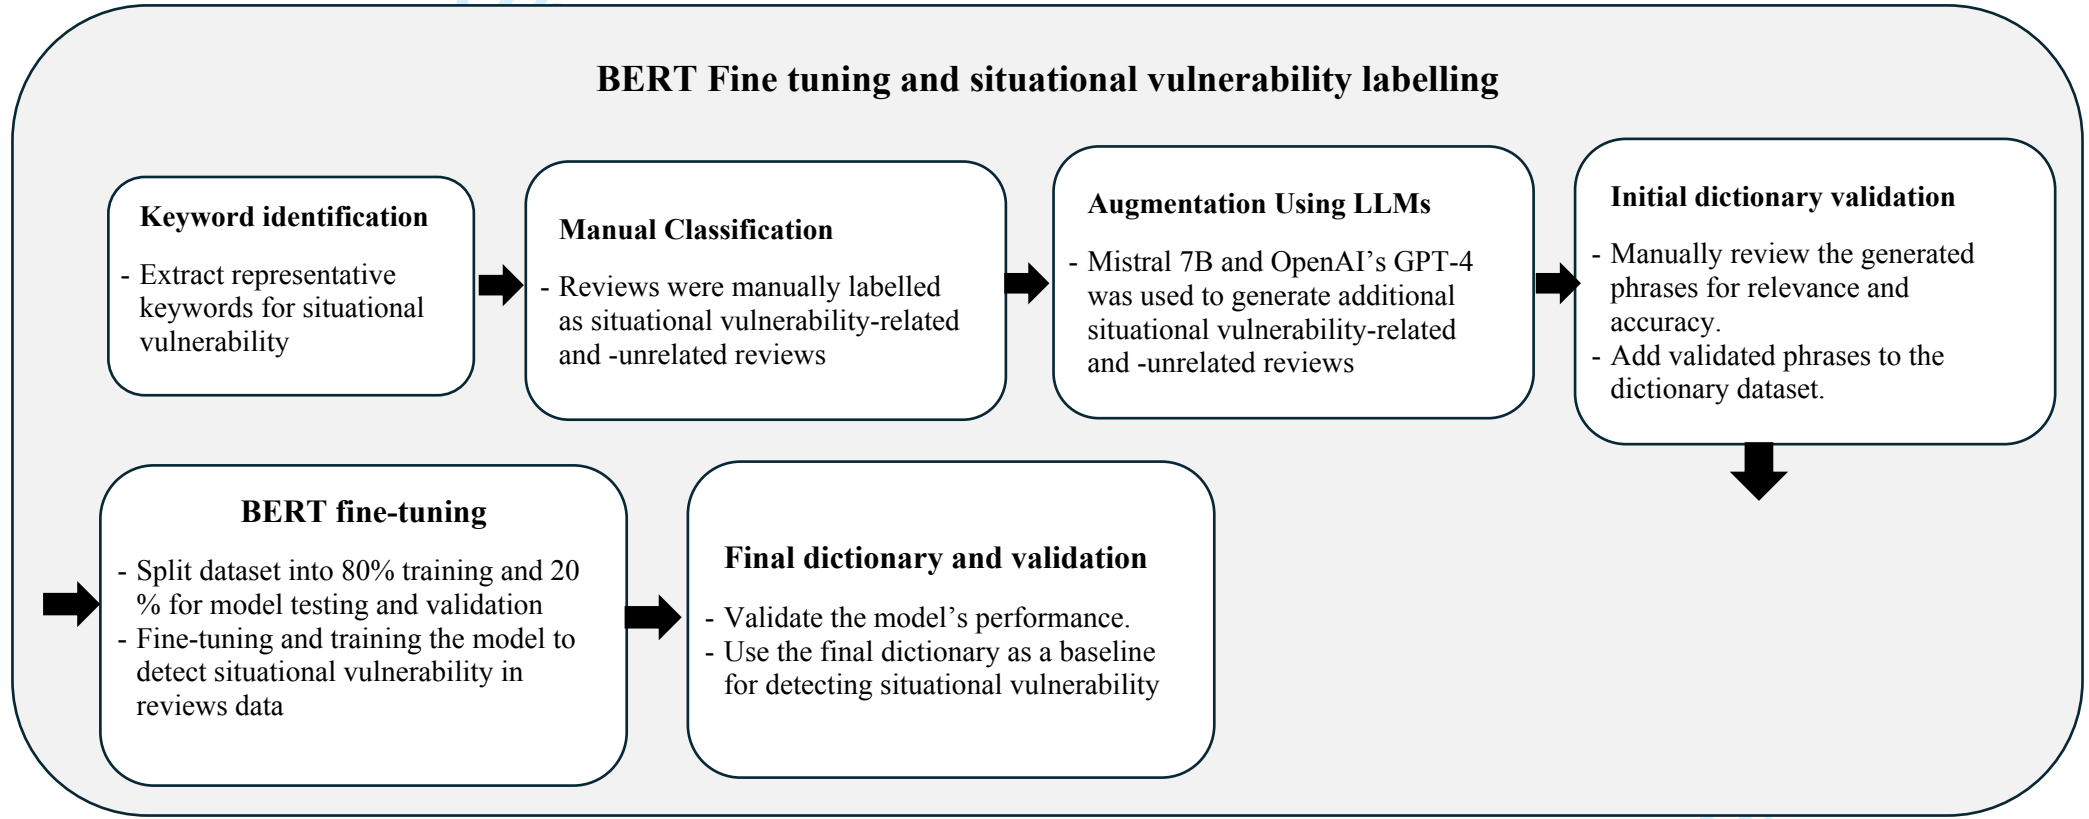 BERT Fine tuning and situational vulnerability labelling
Keyword identification
- Extract representative
keywords for situational
vulnerability
Manual Classification
- Reviews were manually labelled
as situational vulnerability-related
and -unrelated reviews
Augmentation Using LLMs
- Mistral 7B and OpenAI’s GPT-4
was used to generate additional
situational vulnerability-related
and -unrelated reviews
Initial dictionary validation
- Manually review the generated
phrases for relevance and
accuracy.
- Add validated phrases to the
dictionary dataset.
BERT fine-tuning
- Split dataset into 80% training and 20
% for model testing and validation
- Fine-tuning and training the model to
detect situational vulnerability in
reviews data
Final dictionary and validation
- Validate the model’s performance.
- Use the final dictionary as a baseline
for detecting situational vulnerability